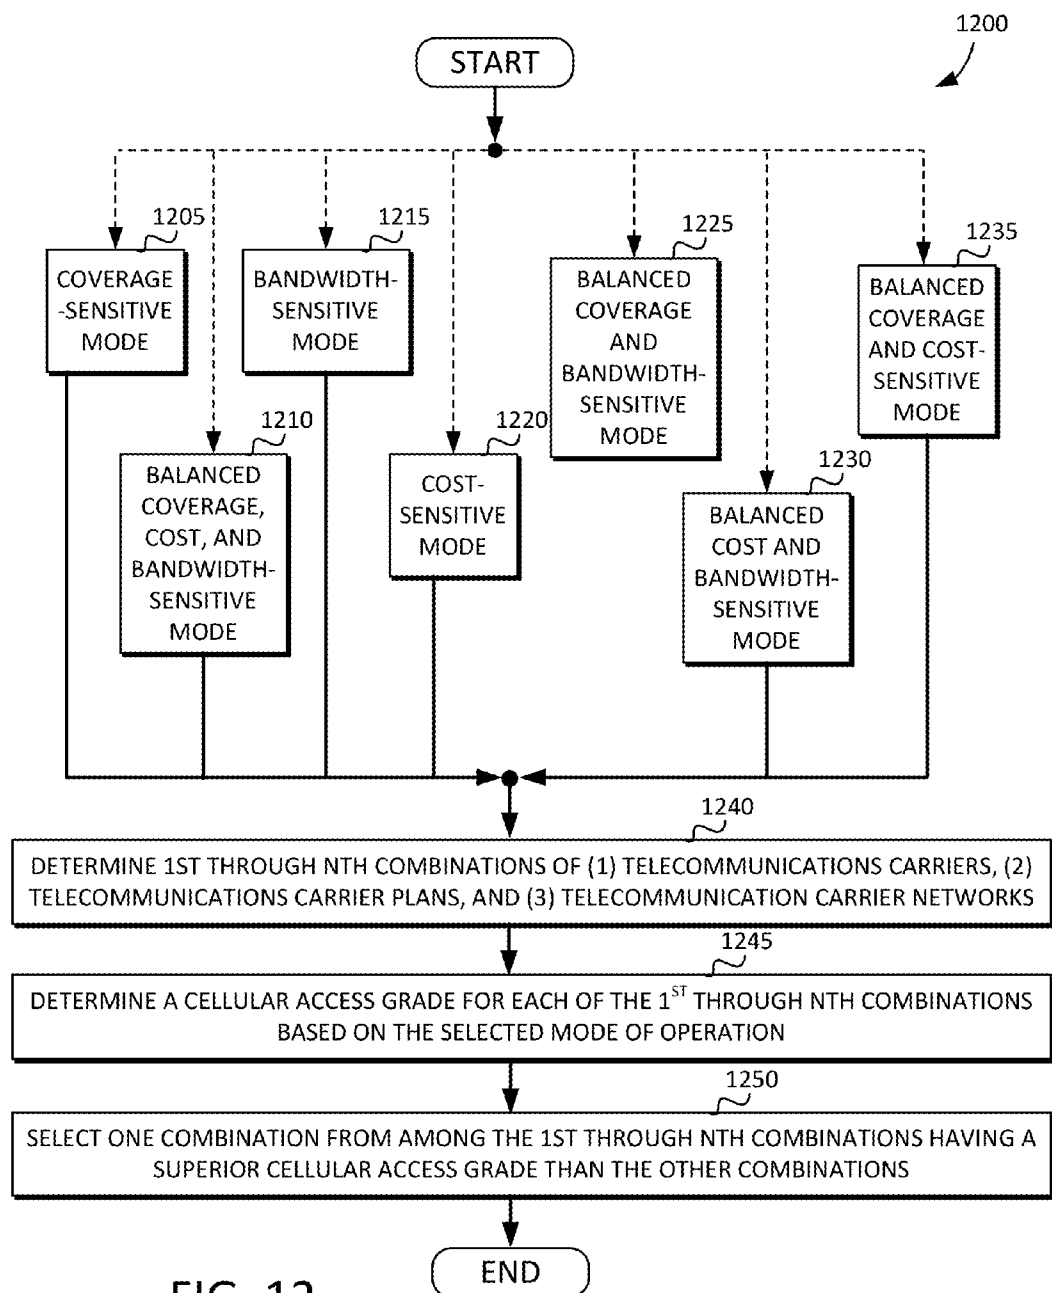 1200
START
1205
COVERAGE
-SENSITIVE
MODE
1215
BANDWIDTH-
SENSITIVE
MODE
1225
BALANCED
COVERAGE
AND
BANDWIDTH-
SENSITIVE
MODE
1235
BALANCED
COVERAGE
AND COST-
SENSITIVE
MODE
1210
BALANCED
COVERAGE,
COST, AND
BANDWIDTH-
SENSITIVE
MODE
1220
COST-
SENSITIVE
MODE
1230
BALANCED
COST AND
BANDWIDTH-
SENSITIVE
MODE
1240
DETERMINE 1ST THROUGH NTH COMBINATIONS OF (1) TELECOMMUNICATIONS CARRIERS, (2)
TELECOMMUNICATIONS CARRIER PLANS, AND (3) TELECOMMUNICATION CARRIER NETWORKS
1245
DETERMINE A CELLULAR ACCESS GRADE FOR EACH OF THE 1ST THROUGH NTH COMBINATIONS
BASED ON THE SELECTED MODE OF OPERATION
1250
SELECT ONE COMBINATION FROM AMONG THE 1ST THROUGH NTH COMBINATIONS HAVING A
SUPERIOR CELLULAR ACCESS GRADE THAN THE OTHER COMBINATIONS
END
FIG. 12